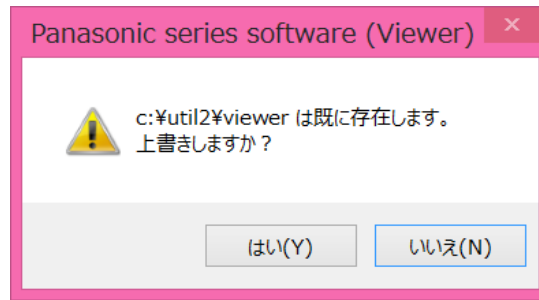 Panasonic series software (Viewer)
c:¥util2¥viewer は既に存在します。
上書きしますか？
はい(Y)
いいえ(N)